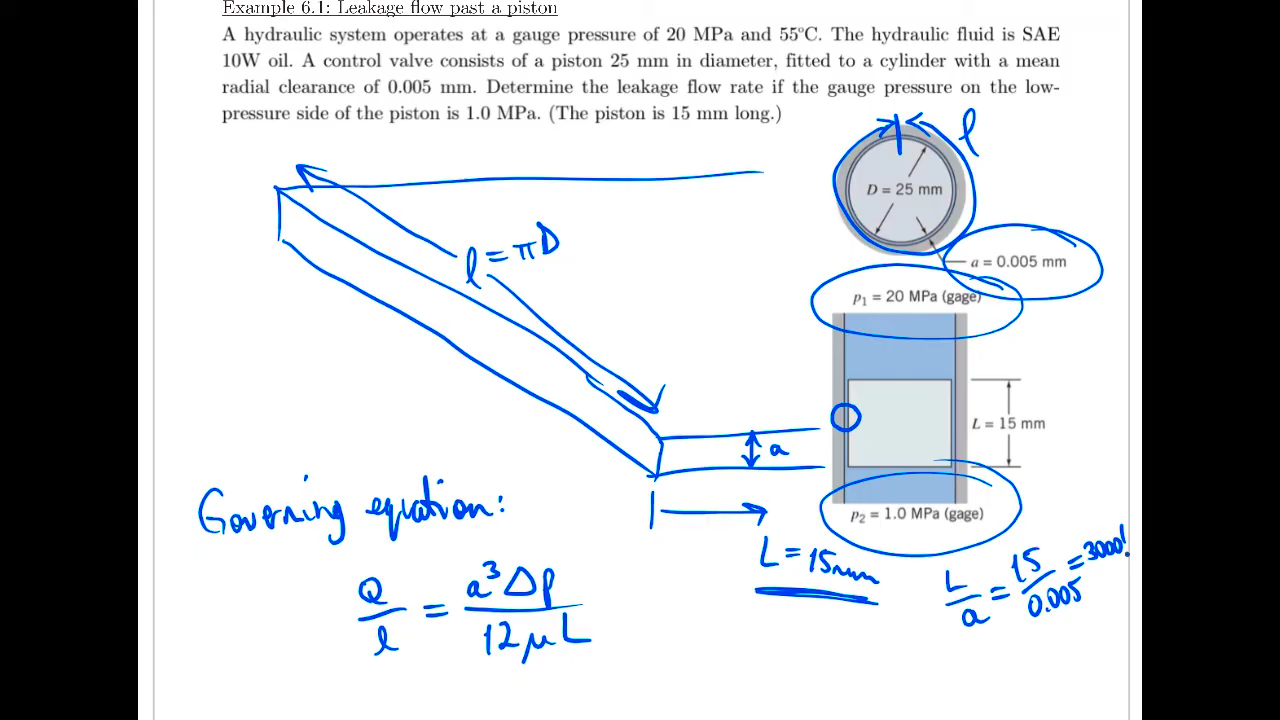 Example 6.1: Leakage flow past a piston
A hydraulic system operates at a gauge pressure of 20 MPa and 55°C. The hydraulic fluid is SAE
10W oil. A control valve consists of a piston 25 mm in diameter, fitted to a cylinder with a mean
radial clearance of 0.005 mm. Determine the leakage flow rate if the gauge pressure on the low-
pressure side of the piston is 1.0 MPa. (The piston is 15 mm long.)
l
D = 25 mm
l = πD
a = 0.005 mm
p₁ = 20 MPa (gage)
L = 15 mm
a
Governing equation:
p₂ = 1.0 MPa (gage)
L = 15mm
L/a = 15/0.005 = 3000!
Q/l = a³Δp/12μL